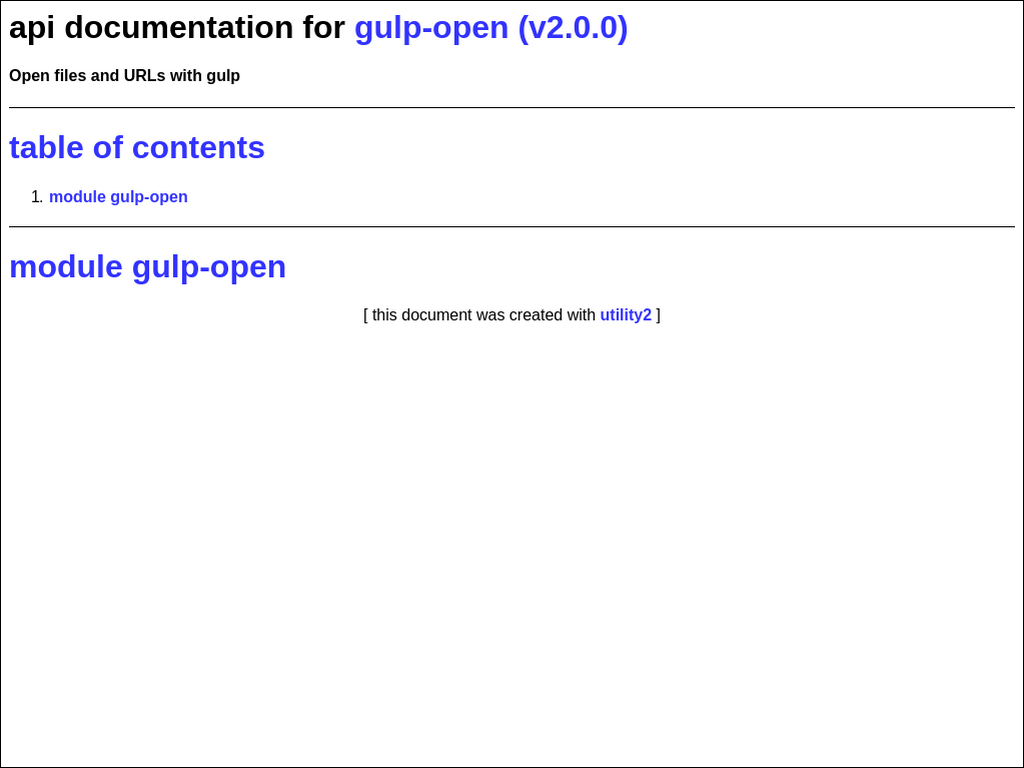 api documentation for gulp-open (v2.0.0)
Open files and URLs with gulp
table of contents
1. module gulp-open
module gulp-open
[ this document was created with utility2 ]